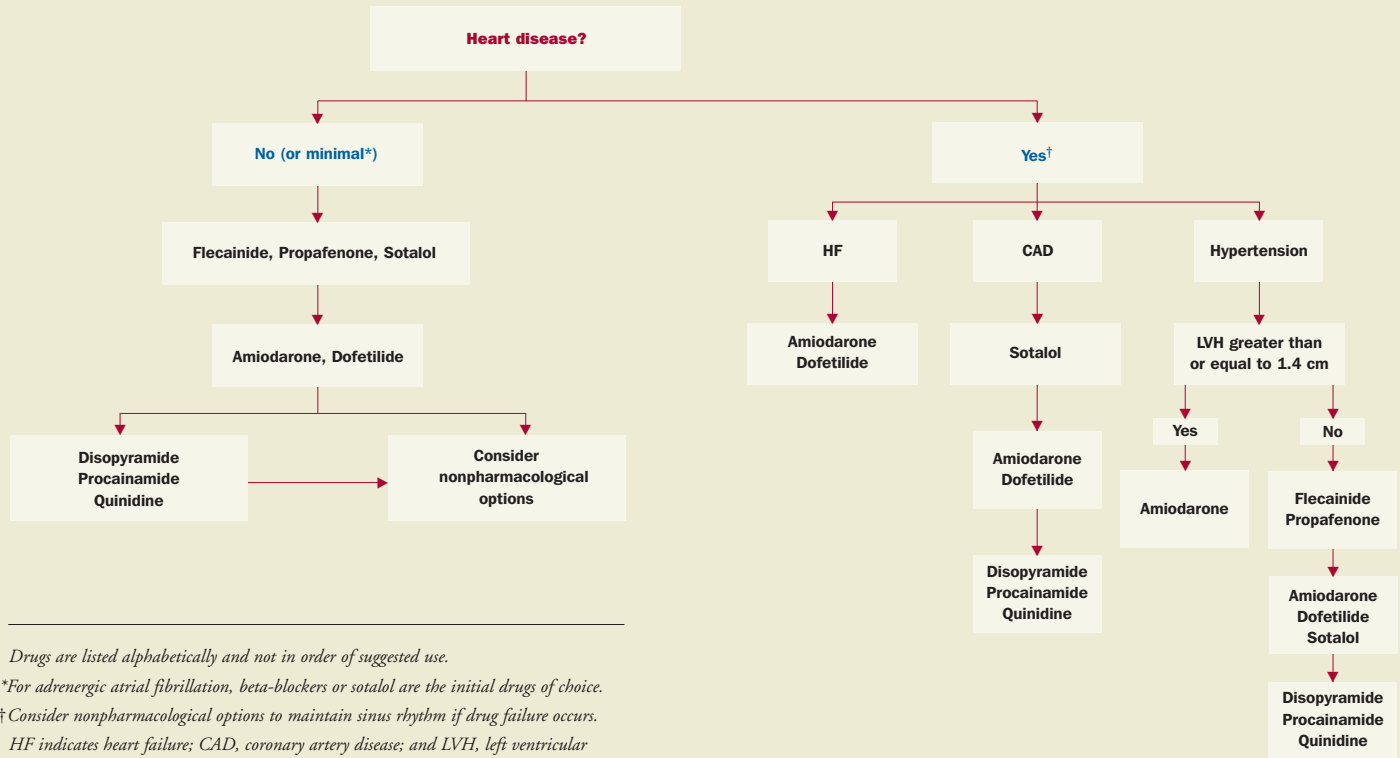 Heart disease?
No (or minimal*)
Yes†
Flecainide, Propafenone, Sotalol
Amiodarone, Dofetilide
Disopyramide
Procainamide
Quinidine
Consider
nonpharmacological
options
HF
Amiodarone
Dofetilide
CAD
Sotalol
Amiodarone
Dofetilide
Disopyramide
Procainamide
Quinidine
Hypertension
LVH greater than
or equal to 1.4 cm
Yes
Amiodarone
No
Flecainide
Propafenone
Amiodarone
Dofetilide
Sotalol
Disopyramide
Procainamide
Quinidine
Drugs are listed alphabetically and not in order of suggested use.
*For adrenergic atrial fibrillation, beta-blockers or sotalol are the initial drugs of choice.
†Consider nonpharmacological options to maintain sinus rhythm if drug failure occurs.
HF indicates heart failure; CAD, coronary artery disease; and LVH, left ventricular